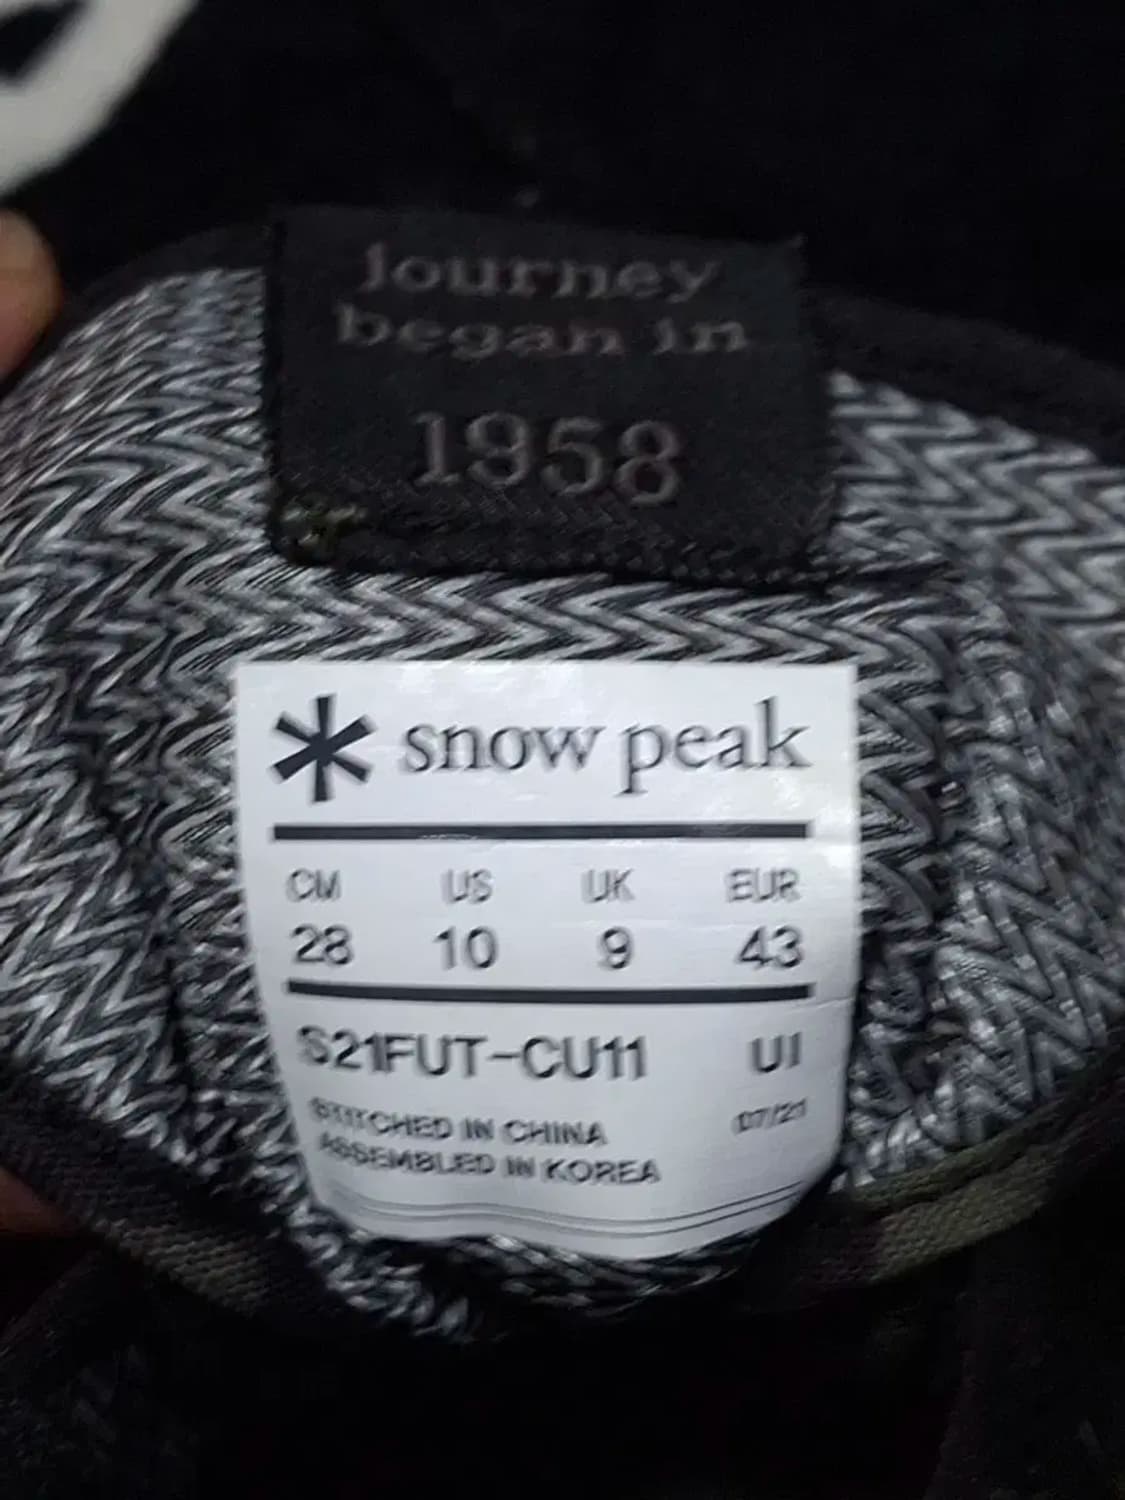 Journey
began in
1958
snow peak
CM US UK EUR
28 10 9 43
S21FUT-CU11 UI
STITCHED IN CHINA 07/21
ASSEMBLED IN KOREA